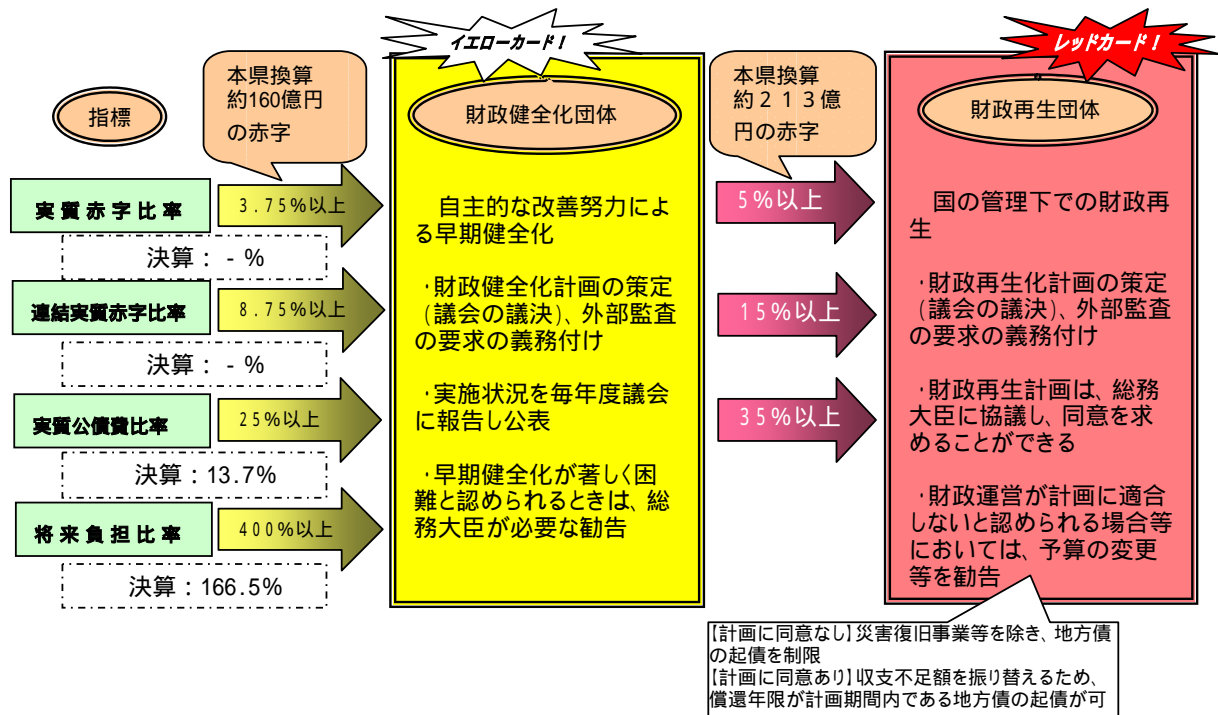 イエローカード！
レッドカード！
指標
本県換算
約160億円
の赤字
財政健全化団体
本県換算
約２１３億
円の赤字
財政再生団体
実質赤字比率
3.75%以上
決算：-％
連結実質赤字比率
8.75%以上
決算：-％
実質公債費比率
25%以上
決算：13.7%
将来負担比率
400%以上
決算：166.5%
自主的な改善努力によ
る早期健全化
・財政健全化計画の策定
(議会の議決)、外部監査
の要求の義務付け
・実施状況を毎年度議会
に報告し公表
・早期健全化が著しく困
難と認められるときは、総
務大臣が必要な勧告
5%以上
15%以上
35%以上
国の管理下での財政再
生
・財政再生化計画の策定
(議会の議決)、外部監査
の要求の義務付け
・財政再生計画は、総務
大臣に協議し、同意を求
めることができる
・財政運営が計画に適合
しないと認められる場合等
においては、予算の変更
等を勧告
【計画に同意なし】災害復旧事業等を除き、地方債
の起債を制限
【計画に同意あり】収支不足額を振り替えるため、
償還年限が計画期間内である地方債の起債が可